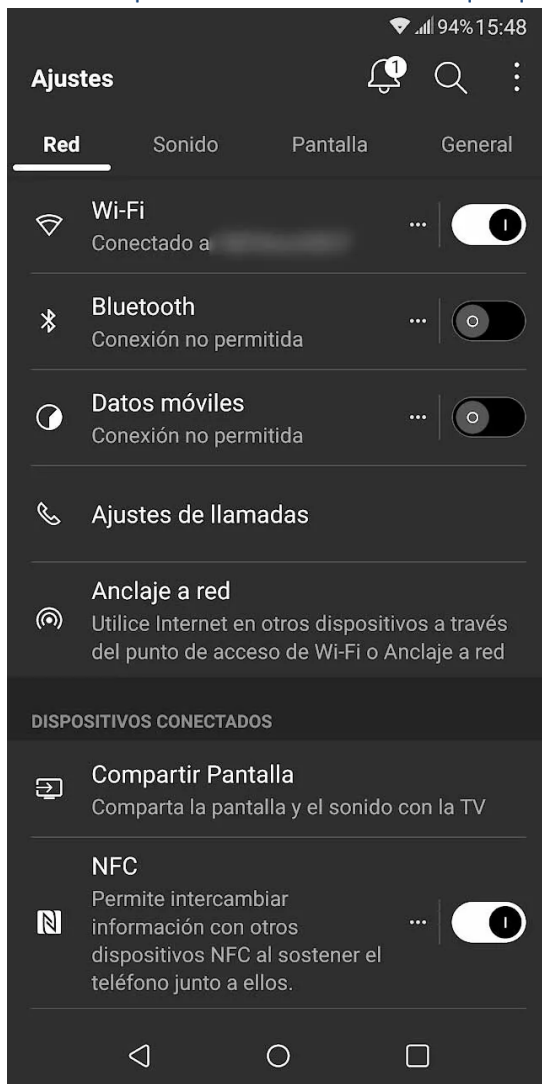 94% 15:48
Ajustes
1
Red Sonido Pantalla General
Wi-Fi
Conectado a
Bluetooth
Conexión no permitida
Datos móviles
Conexión no permitida
Ajustes de llamadas
Anclaje a red
Utilice Internet en otros dispositivos a través
del punto de acceso de Wi-Fi o Anclaje a red
DISPOSITIVOS CONECTADOS
Compartir Pantalla
Comparta la pantalla y el sonido con la TV
NFC
Permite intercambiar
información con otros
dispositivos NFC al sostener el
teléfono junto a ellos.